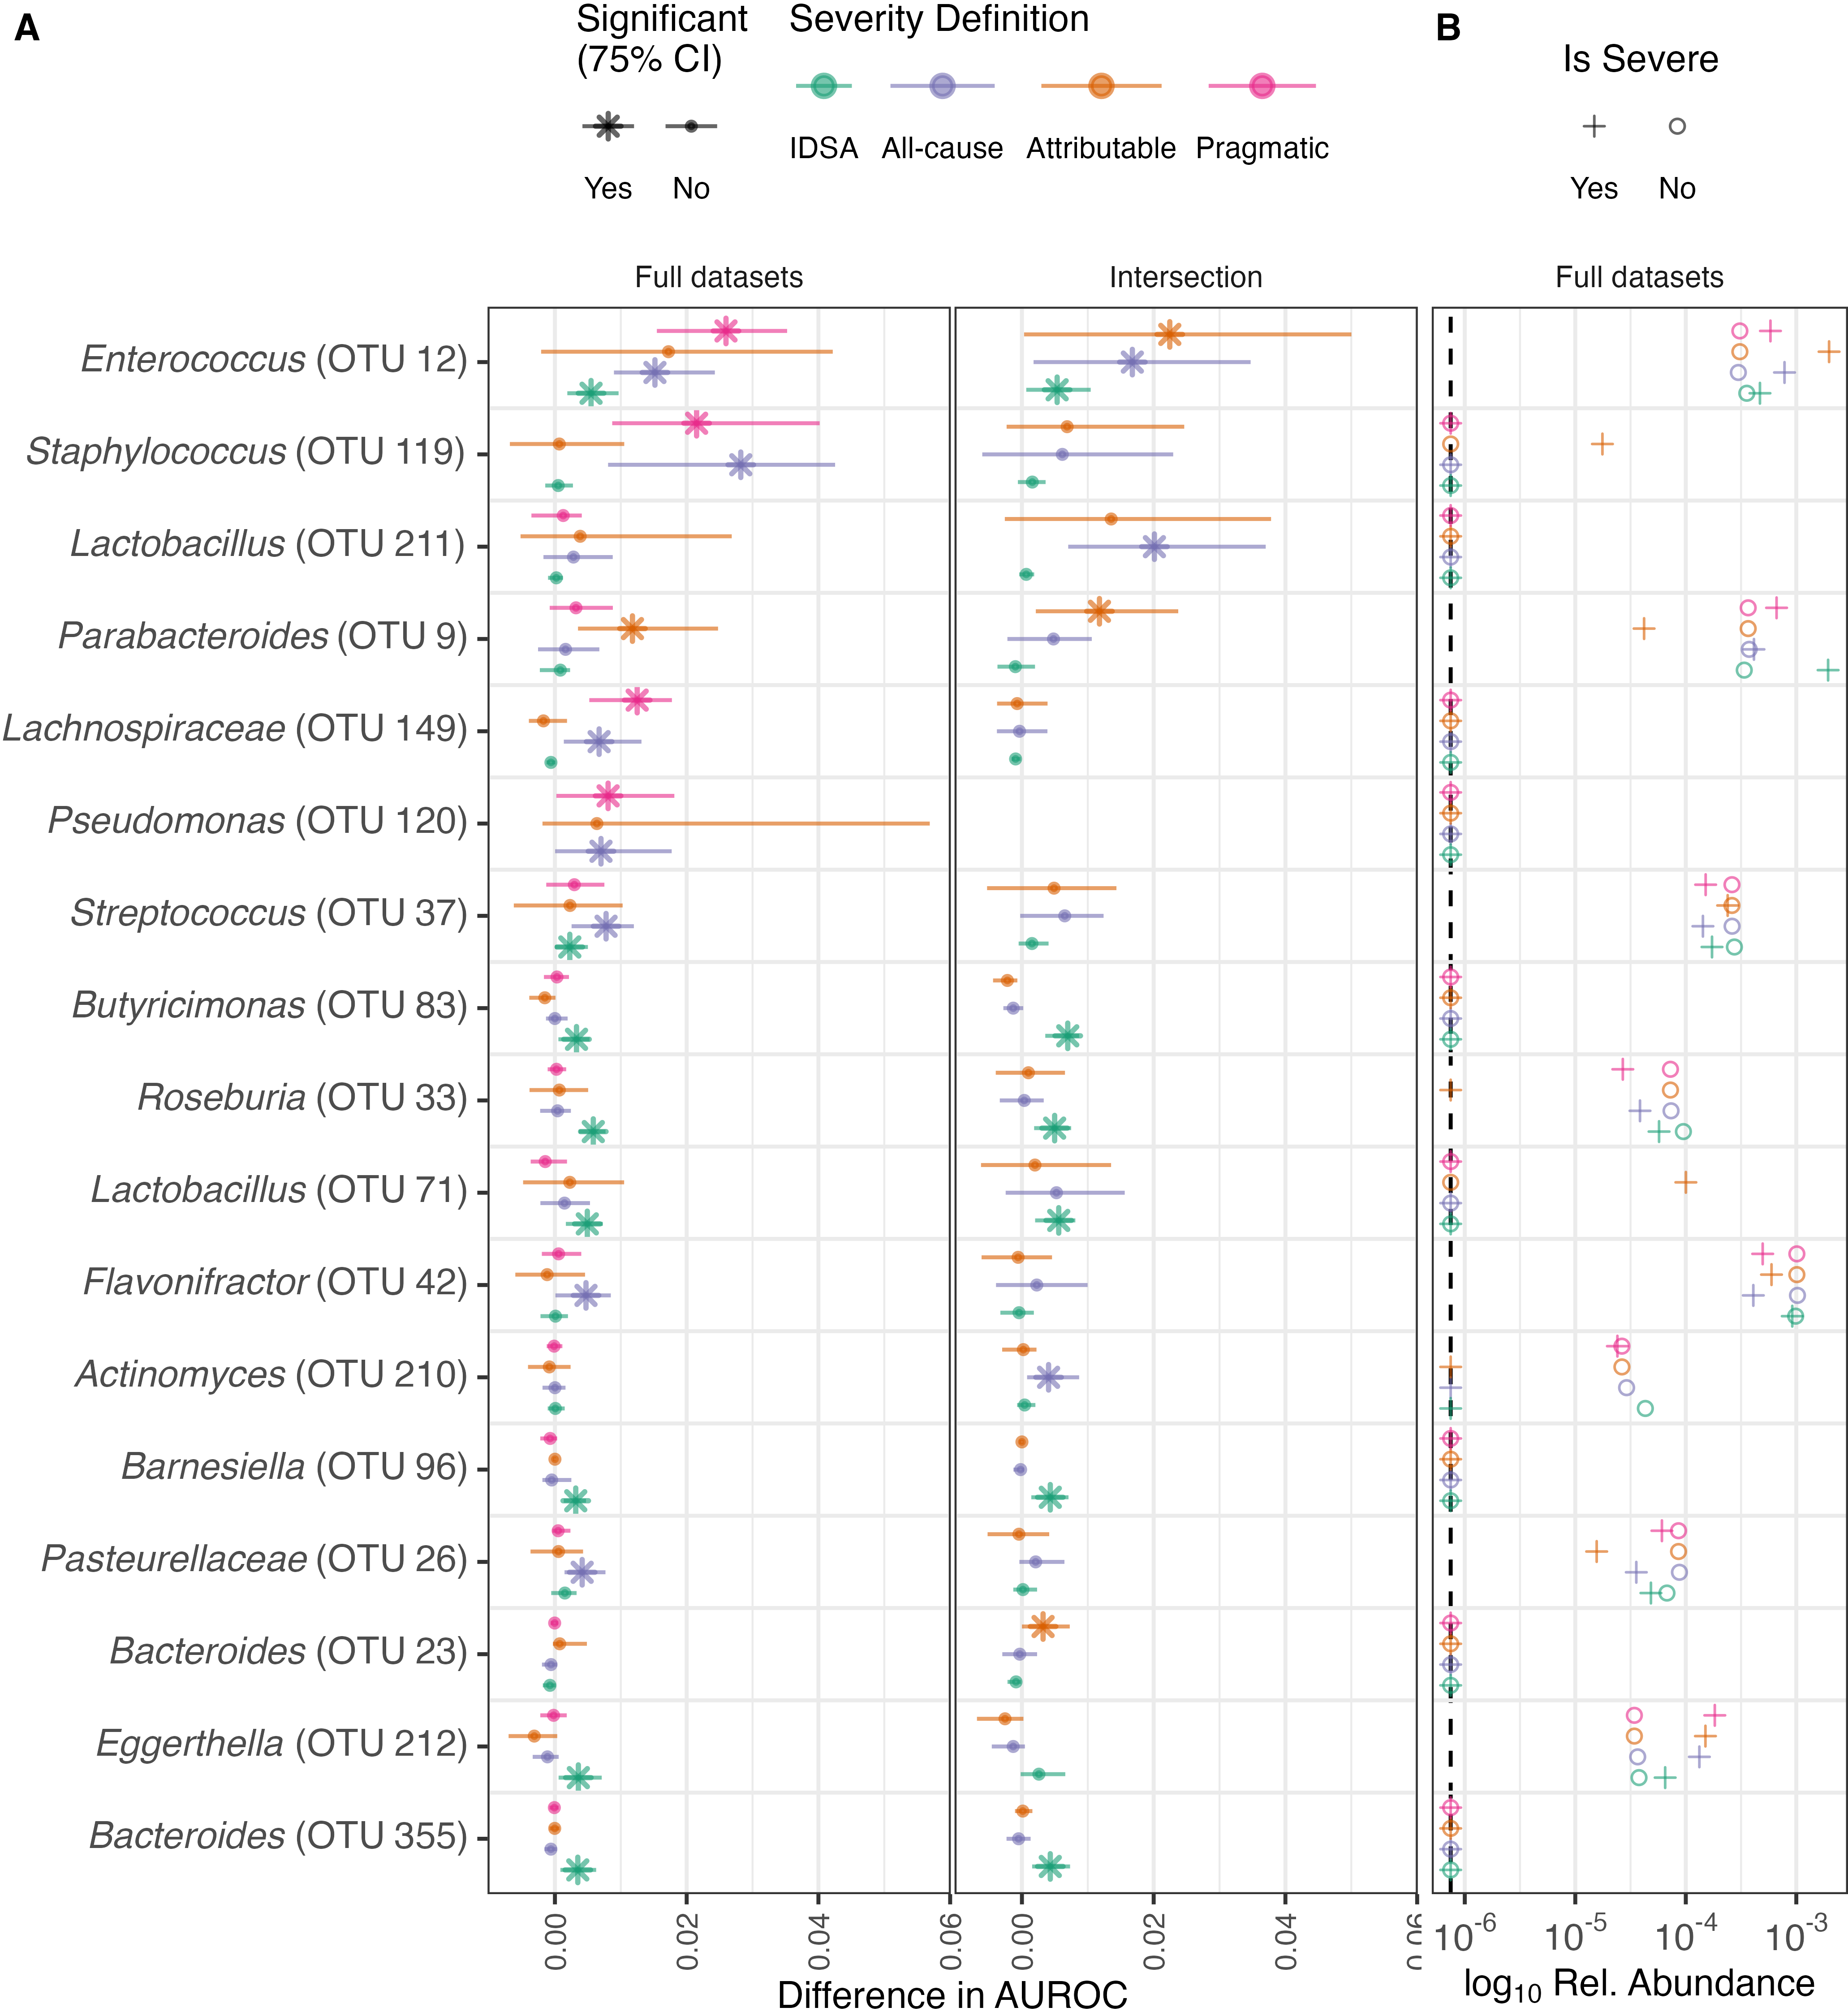 A
Significant
(75% CI)
Yes
No
Severity Definition
IDSA
All-cause
Attributable
Pragmatic
B
Is Severe
Yes
No
Full datasets
Intersection
Full datasets
Enterococcus (OTU 12)
Staphylococcus (OTU 119)
Lactobacillus (OTU 211)
Parabacteroides (OTU 9)
Lachnospiraceae (OTU 149)
Pseudomonas (OTU 120)
Streptococcus (OTU 37)
Butyricimonas (OTU 83)
Roseburia (OTU 33)
Lactobacillus (OTU 71)
Flavonifractor (OTU 42)
Actinomyces (OTU 210)
Barnesiella (OTU 96)
Pasteurellaceae (OTU 26)
Bacteroides (OTU 23)
Eggerthella (OTU 212)
Bacteroides (OTU 355)
0.00
0.02
0.04
0.06
0.00
0.02
0.04
0.06
10⁻⁶
10⁻⁵
10⁻⁴
10⁻³
Difference in AUROC
log₁₀ Rel. Abundance